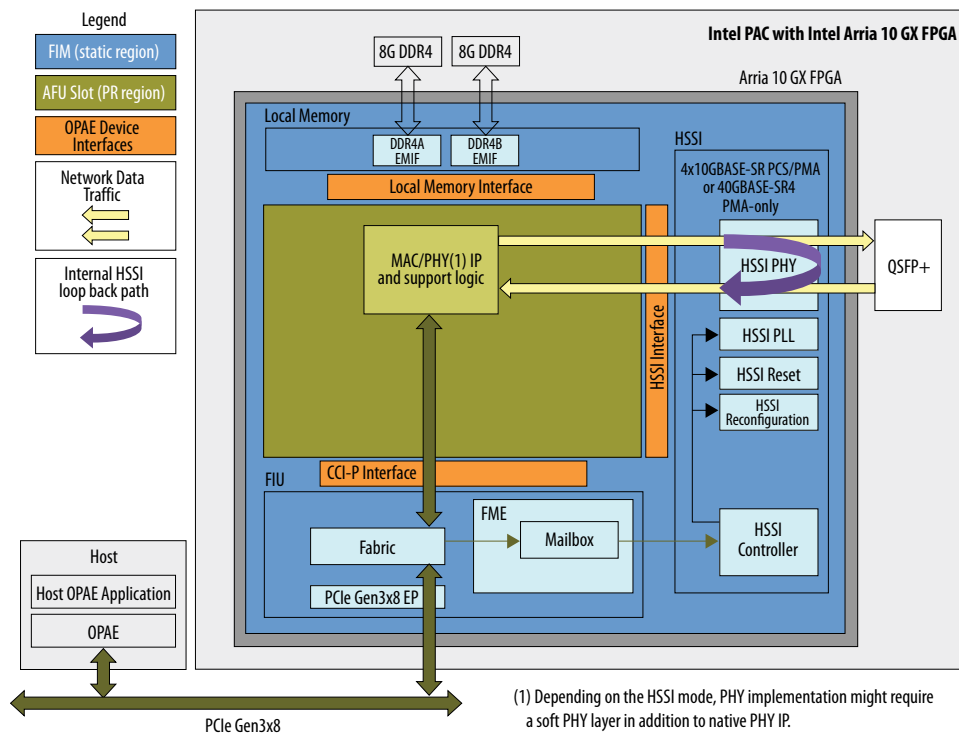 Legend
FIM (static region)
AFU Slot (PR region)
OPAE Device
Interfaces
Network Data
Traffic
Internal HSSI
loop back path
Intel PAC with Intel Arria 10 GX FPGA
8G DDR4
8G DDR4
Arria 10 GX FPGA
Local Memory
DDR4A
EMIF
DDR4B
EMIF
Local Memory Interface
HSSI
4x10GBASE-SR PCS/PMA
or 40GBASE-SR4
PMA-only
MAC/PHY(1) IP
and support logic
HSSI Interface
HSSI PHY
QSFP+
HSSI PLL
HSSI Reset
HSSI
Reconfiguration
HSSI
Controller
CCI-P Interface
FIU
Fabric
FME
Mailbox
PCIe Gen3x8 EP
Host
Host OPAE Application
OPAE
PCIe Gen3x8
(1) Depending on the HSSI mode, PHY implementation might require
a soft PHY layer in addition to native PHY IP.